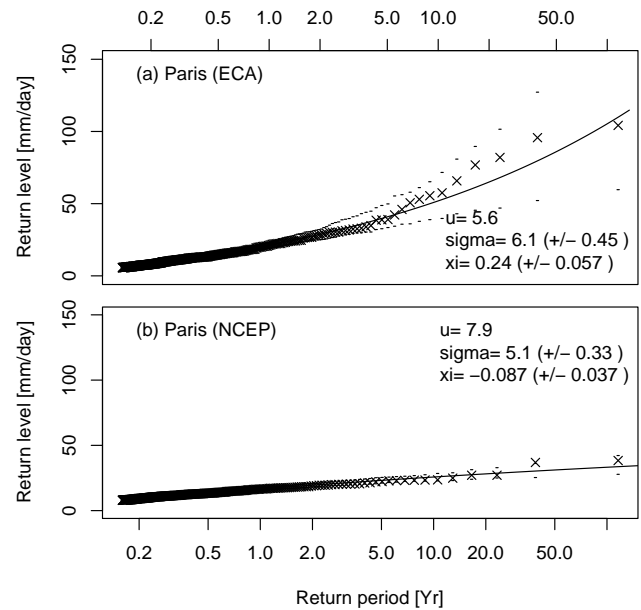 0.2 0.5 1.0 2.0 5.0 10.0 50.0
Return level [mm/day]
150
100
50
0
(a) Paris (ECA)
u= 5.6
sigma= 6.1 (+/− 0.45 )
xi= 0.24 (+/− 0.057 )
Return level [mm/day]
150
100
50
0
(b) Paris (NCEP)
u= 7.9
sigma= 5.1 (+/− 0.33 )
xi= −0.087 (+/− 0.037 )
0.2 0.5 1.0 2.0 5.0 10.0 20.0 50.0
Return period [Yr]